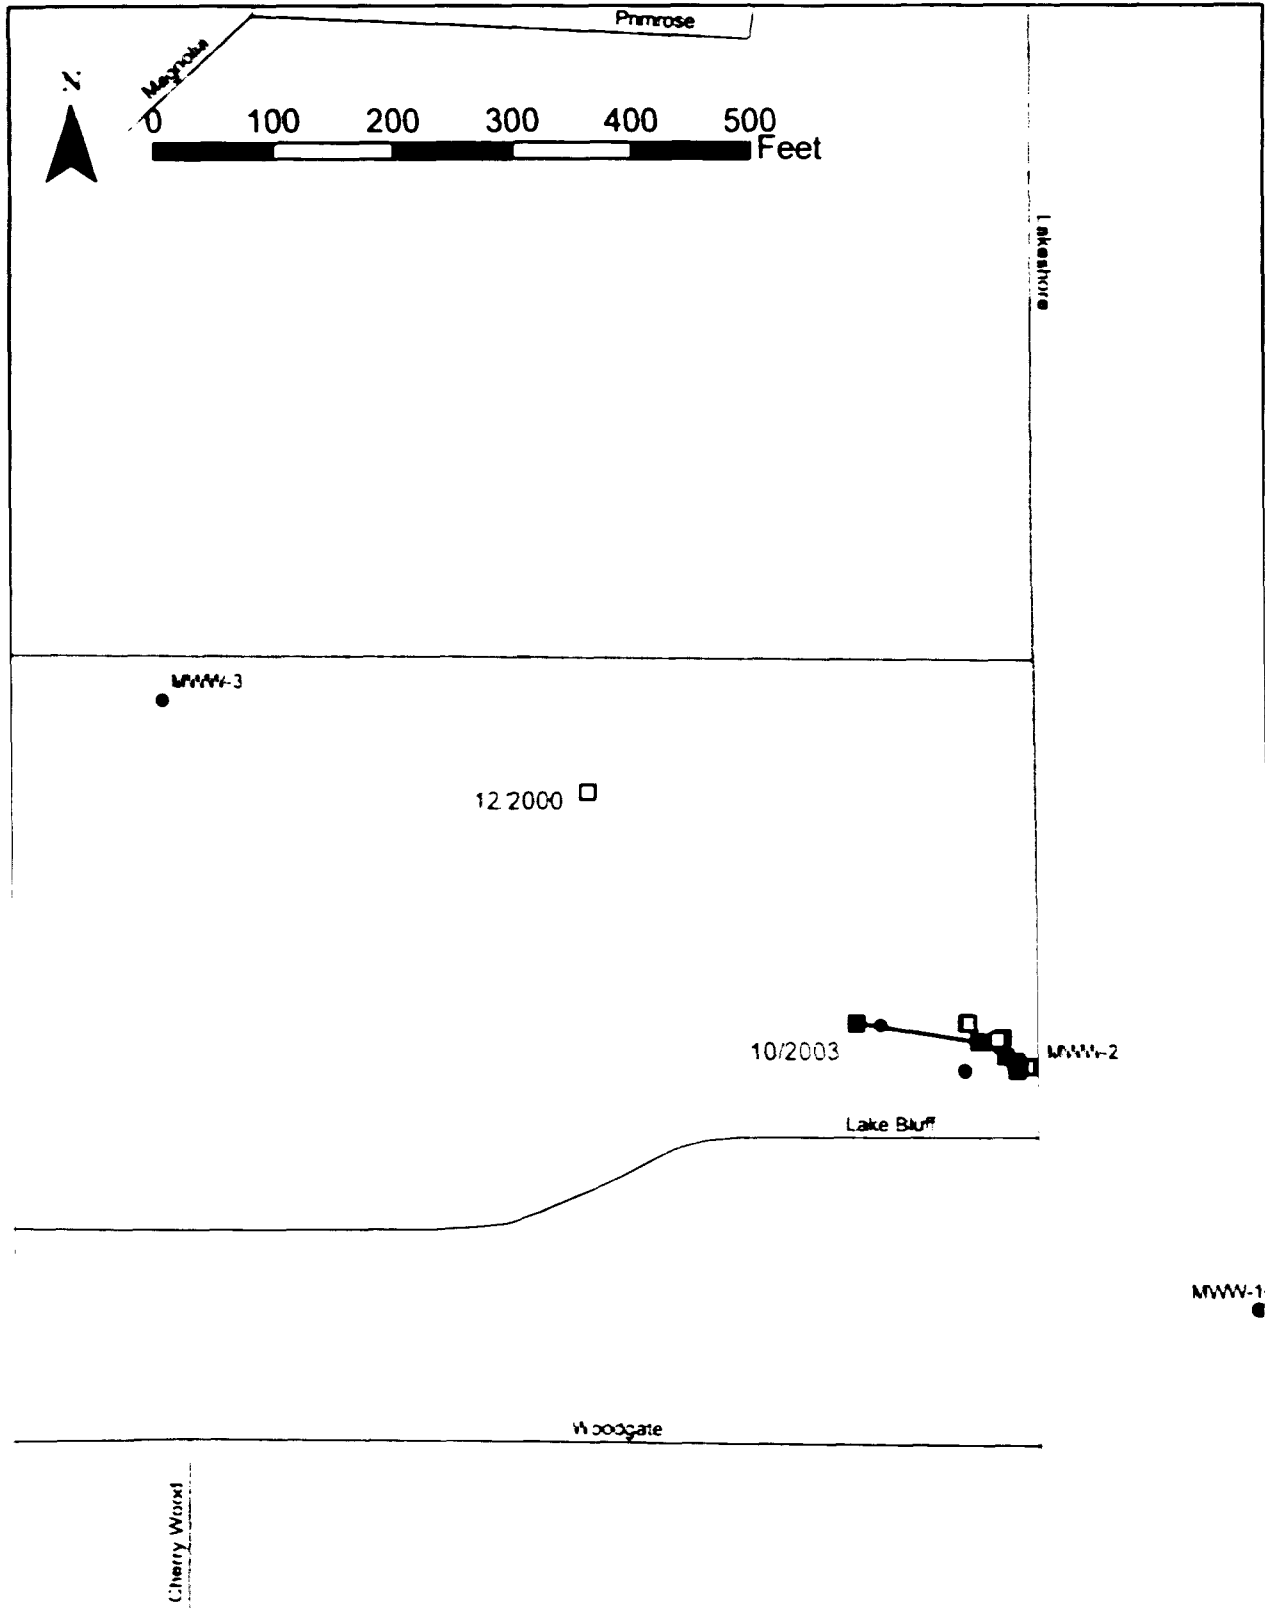 Primrose
Magnolia
N
0 100 200 300 400 500
Feet
Lakeshore
MWW-3
12/2000
10/2003
MWW-2
Lake Bluff
MWW-1
Woodgate
Cherry Wood